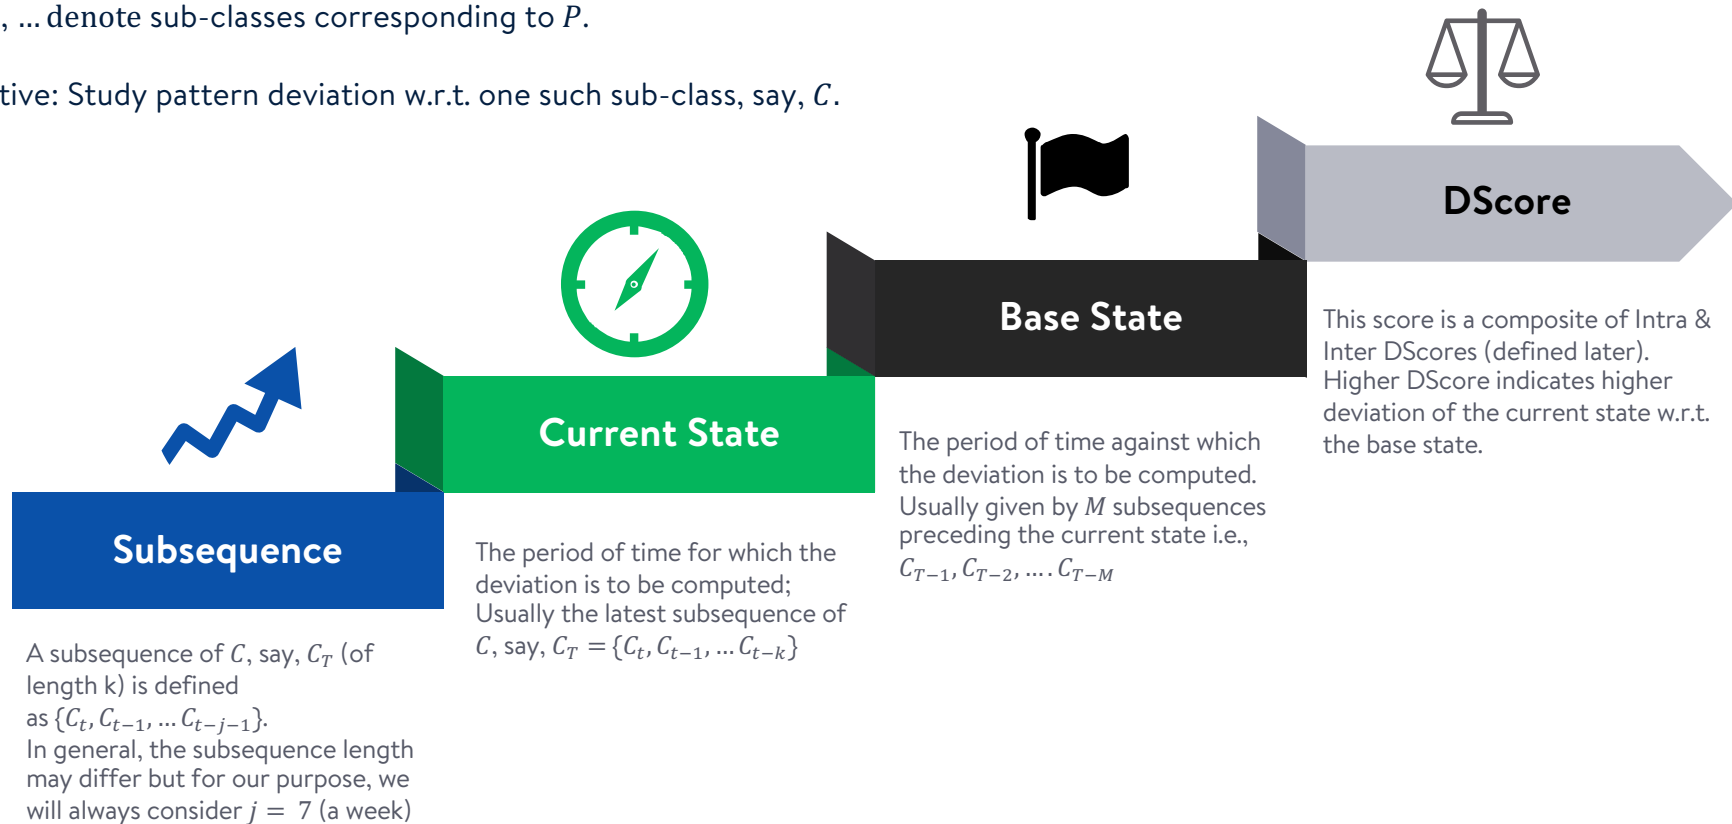 , … denote sub-classes corresponding to P.
tive: Study pattern deviation w.r.t. one such sub-class, say, C.
DScore
Base State
This score is a composite of Intra &
Inter DScores (defined later).
Higher DScore indicates higher
deviation of the current state w.r.t.
the base state.
Current State
The period of time against which
the deviation is to be computed.
Usually given by M subsequences
preceding the current state i.e.,
C_{T−1}, C_{T−2}, …. C_{T−M}
Subsequence
The period of time for which the
deviation is to be computed;
Usually the latest subsequence of
C, say, C_T = {C_t, C_{t−1}, … C_{t−k}}
A subsequence of C, say, C_T (of
length k) is defined
as {C_t, C_{t−1}, … C_{t−j−1}}.
In general, the subsequence length
may differ but for our purpose, we
will always consider j = 7 (a week)